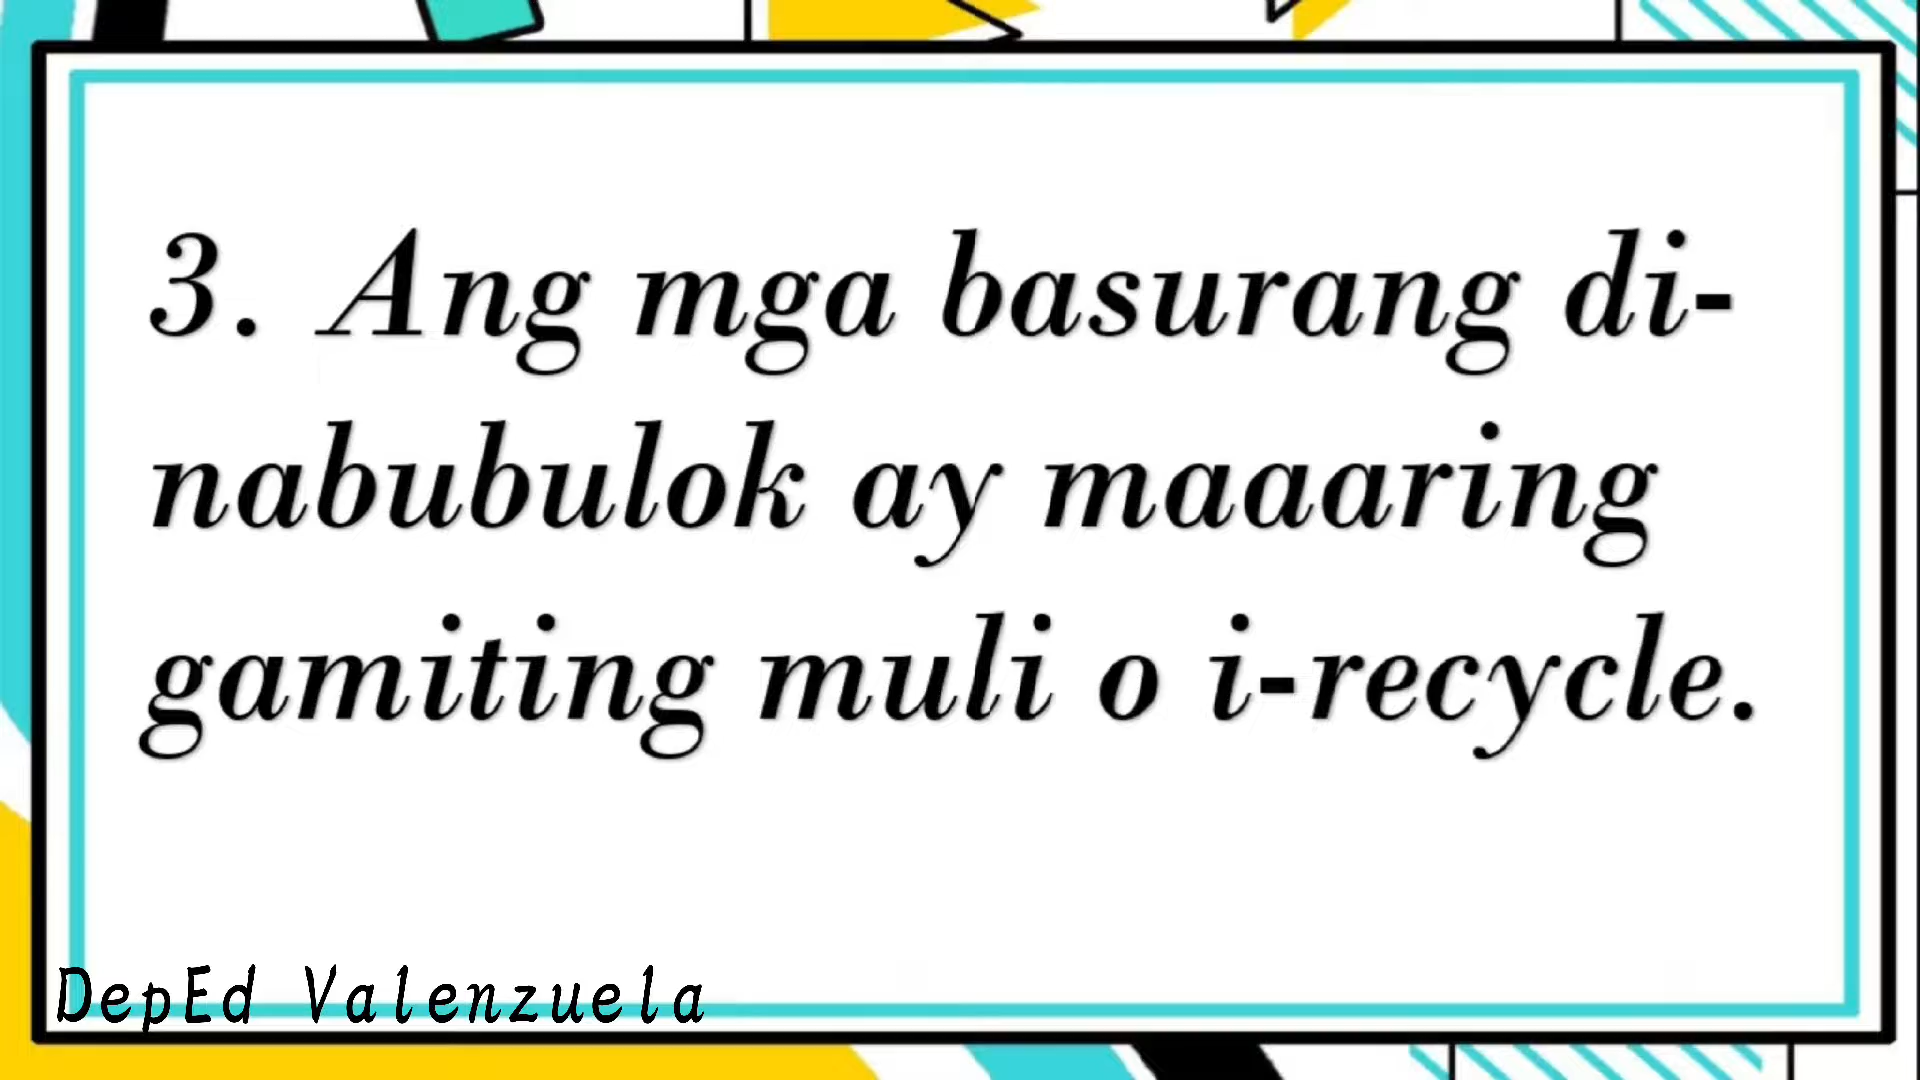 3. Ang mga basurang di-
nabubulok ay maaaring
gamiting muli o i-recycle.
DepEd Valenzuela